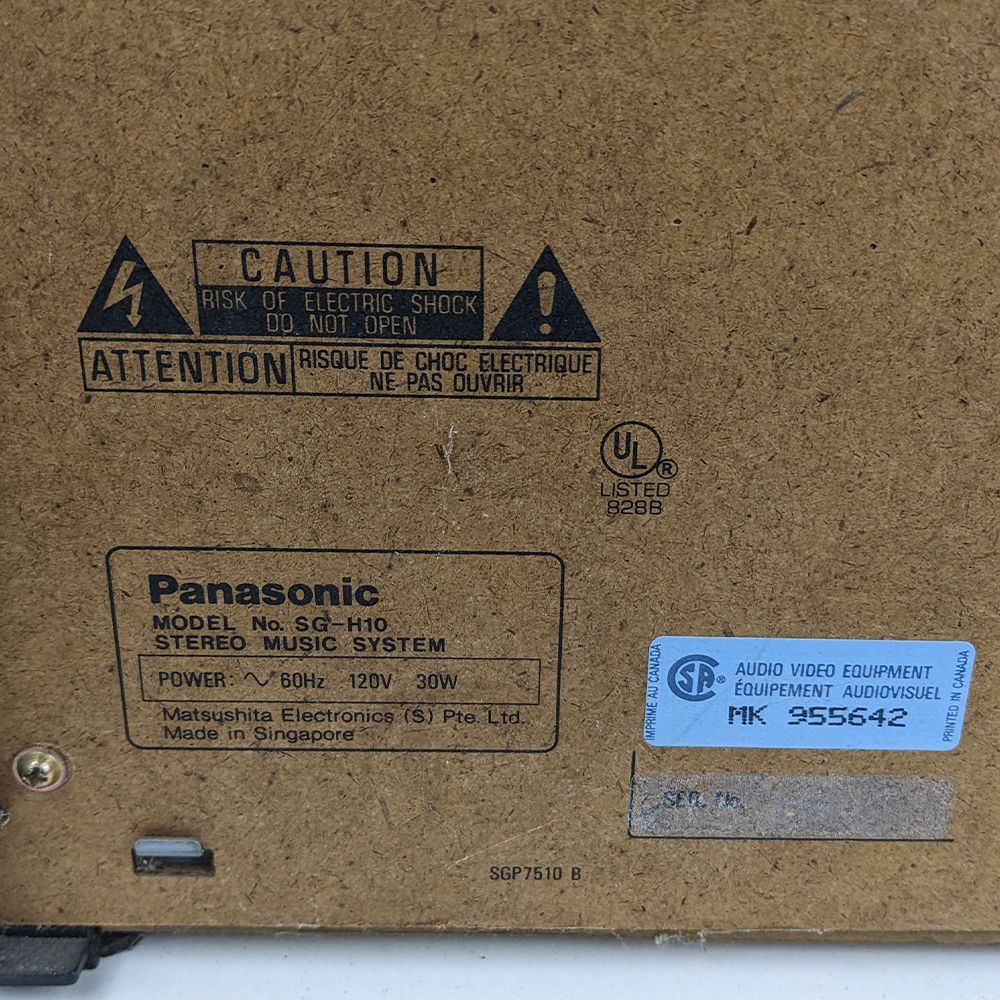 CAUTION
RISK OF ELECTRIC SHOCK
DO NOT OPEN
ATTENTION
RISQUE DE CHOC ELECTRIQUE
NE PAS OUVRIR
UL®
LISTED
828B
Panasonic
MODEL No. SG-H10
STEREO MUSIC SYSTEM
POWER: ∿ 60Hz 120V 30W
Matsushita Electronics (S) Pte. Ltd.
Made in Singapore
IMPRIME AU CANADA
SA®
AUDIO VIDEO EQUIPMENT
ÉQUIPEMENT AUDIOVISUEL
MK 955642
PRINTED IN CANADA
SER. No.
SGP7510 B